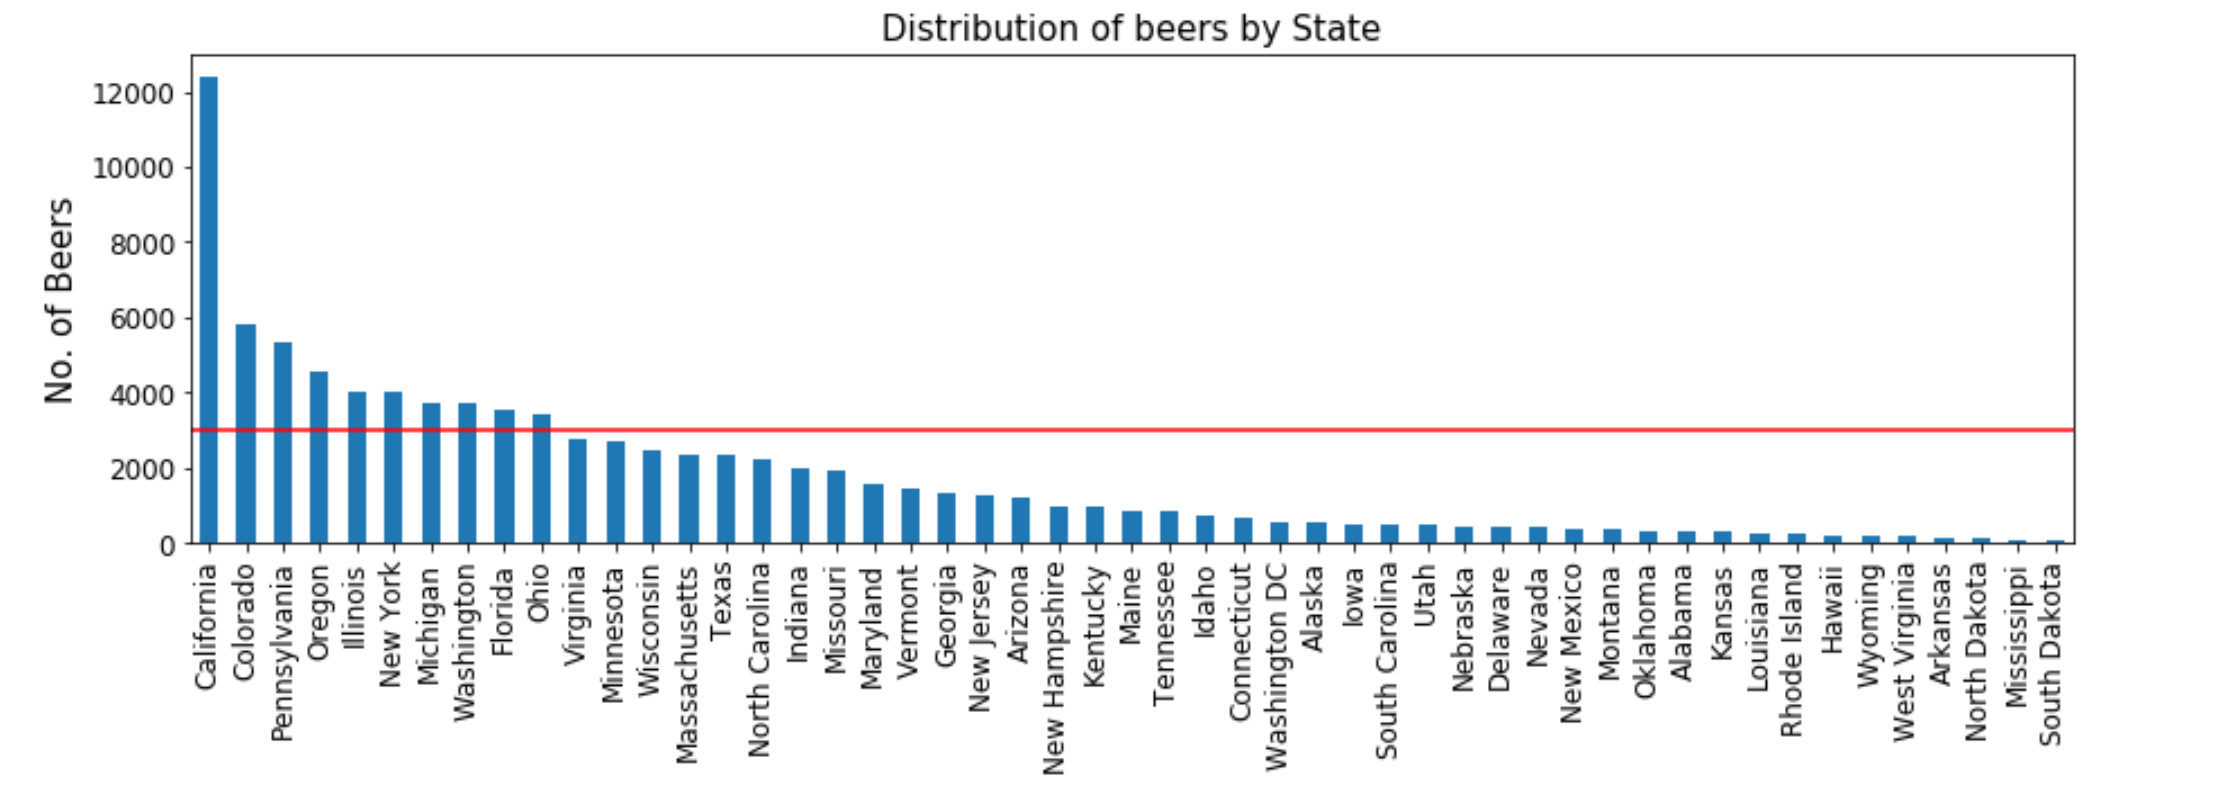 Distribution of beers by State
No. of Beers
12000
10000
8000
6000
4000
2000
0
California
Colorado
Pennsylvania
Oregon
Illinois
New York
Michigan
Washington
Florida
Ohio
Virginia
Minnesota
Wisconsin
Massachusetts
Texas
North Carolina
Indiana
Missouri
Maryland
Vermont
Georgia
New Jersey
Arizona
New Hampshire
Kentucky
Maine
Tennessee
Idaho
Connecticut
Washington DC
Alaska
Iowa
South Carolina
Utah
Nebraska
Delaware
Nevada
New Mexico
Montana
Oklahoma
Alabama
Kansas
Louisiana
Rhode Island
Hawaii
Wyoming
West Virginia
Arkansas
North Dakota
Mississippi
South Dakota